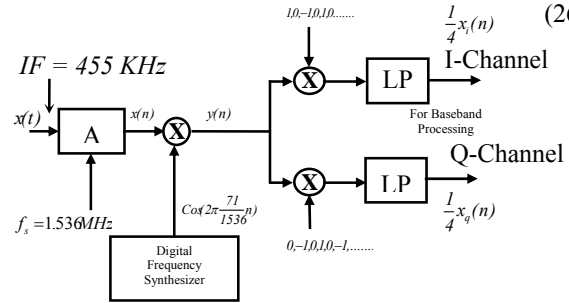 1,0,-1,0,1,0.......
1/4 x_i(n)
(20
I-Channel
IF = 455 KHz
x(t)
A
x(n)
X
y(n)
X
LP
For Baseband
Processing
Q-Channel
X
LP
f_s = 1.536MHz
Cos(2π 71/1536 n)
0,-1,0,1,0,-1,.......
1/4 x_q(n)
Digital
Frequency
Synthesizer